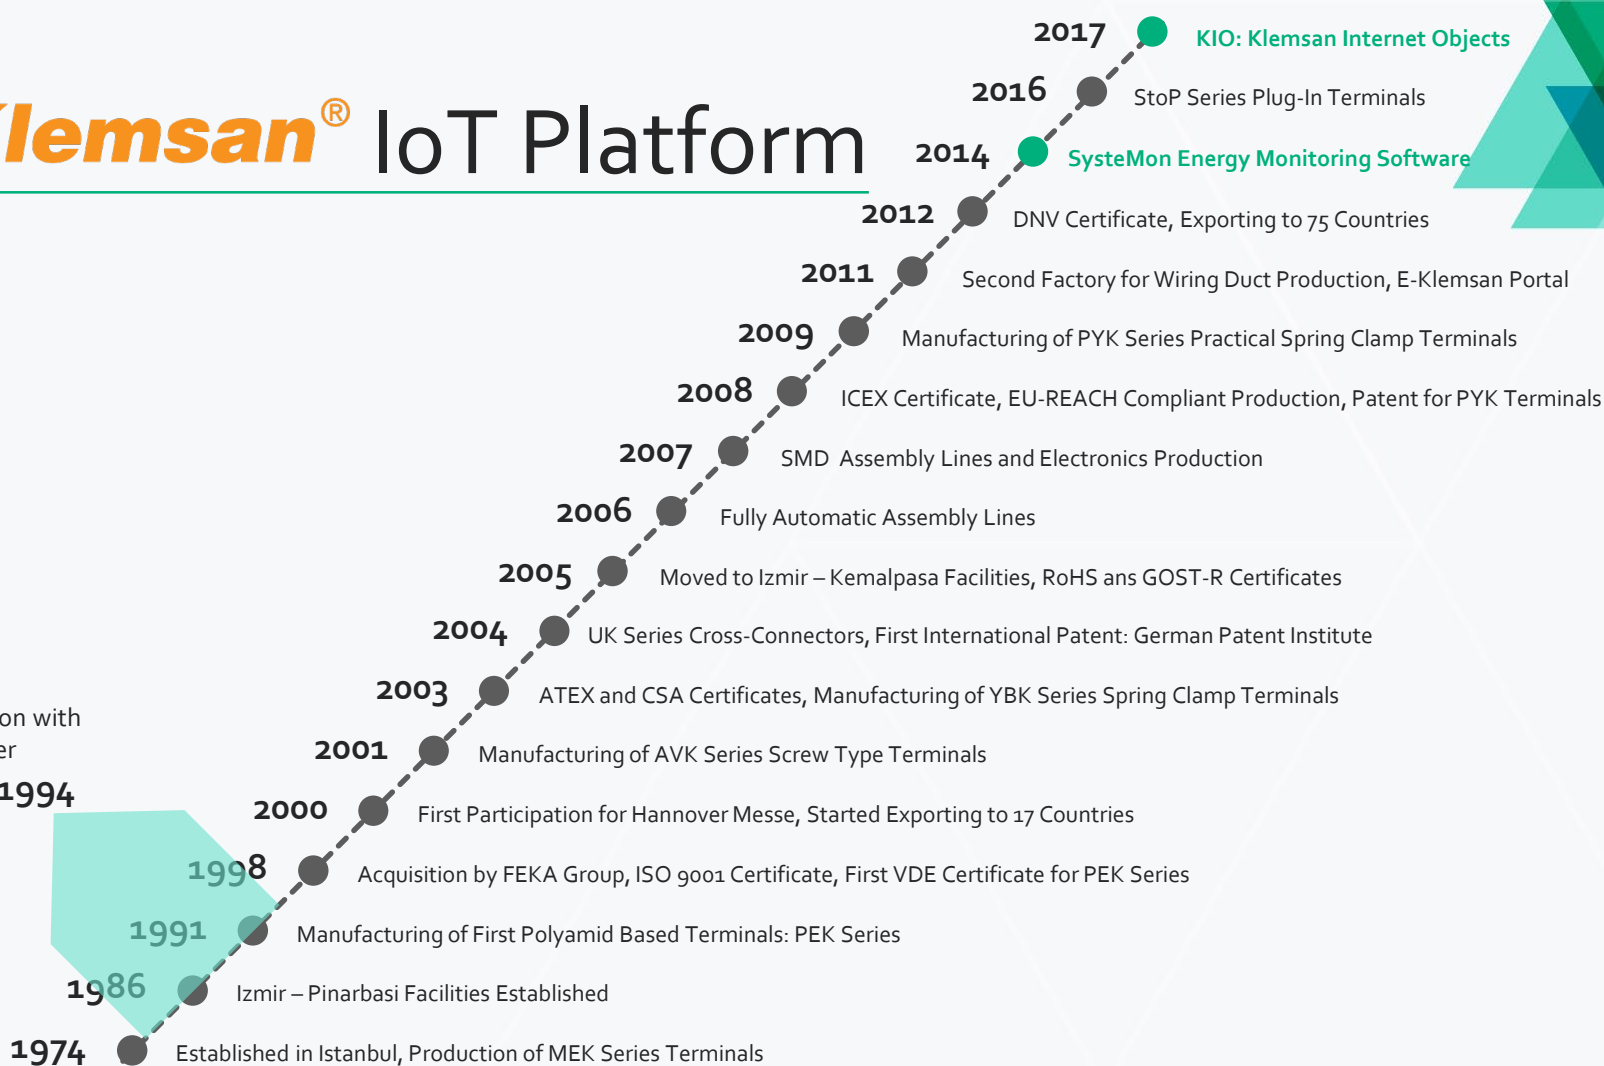 2017 KIO: Klemsan Internet Objects
2016 StoP Series Plug-In Terminals
Klemsan® IoT Platform
2014 SysteMon Energy Monitoring Software
2012 DNV Certificate, Exporting to 75 Countries
2011 Second Factory for Wiring Duct Production, E-Klemsan Portal
2009 Manufacturing of PYK Series Practical Spring Clamp Terminals
2008 ICEX Certificate, EU-REACH Compliant Production, Patent for PYK Terminals
2007 SMD Assembly Lines and Electronics Production
2006 Fully Automatic Assembly Lines
2005 Moved to Izmir – Kemalpasa Facilities, RoHS ans GOST-R Certificates
2004 UK Series Cross-Connectors, First International Patent: German Patent Institute
2003 ATEX and CSA Certificates, Manufacturing of YBK Series Spring Clamp Terminals
with
2001 Manufacturing of AVK Series Screw Type Terminals
1994
2000 First Participation for Hannover Messe, Started Exporting to 17 Countries
1998 Acquisition by FEKA Group, ISO 9001 Certificate, First VDE Certificate for PEK Series
1991 Manufacturing of First Polyamid Based Terminals: PEK Series
1986 Izmir – Pinarbasi Facilities Established
1974 Established in Istanbul, Production of MEK Series Terminals